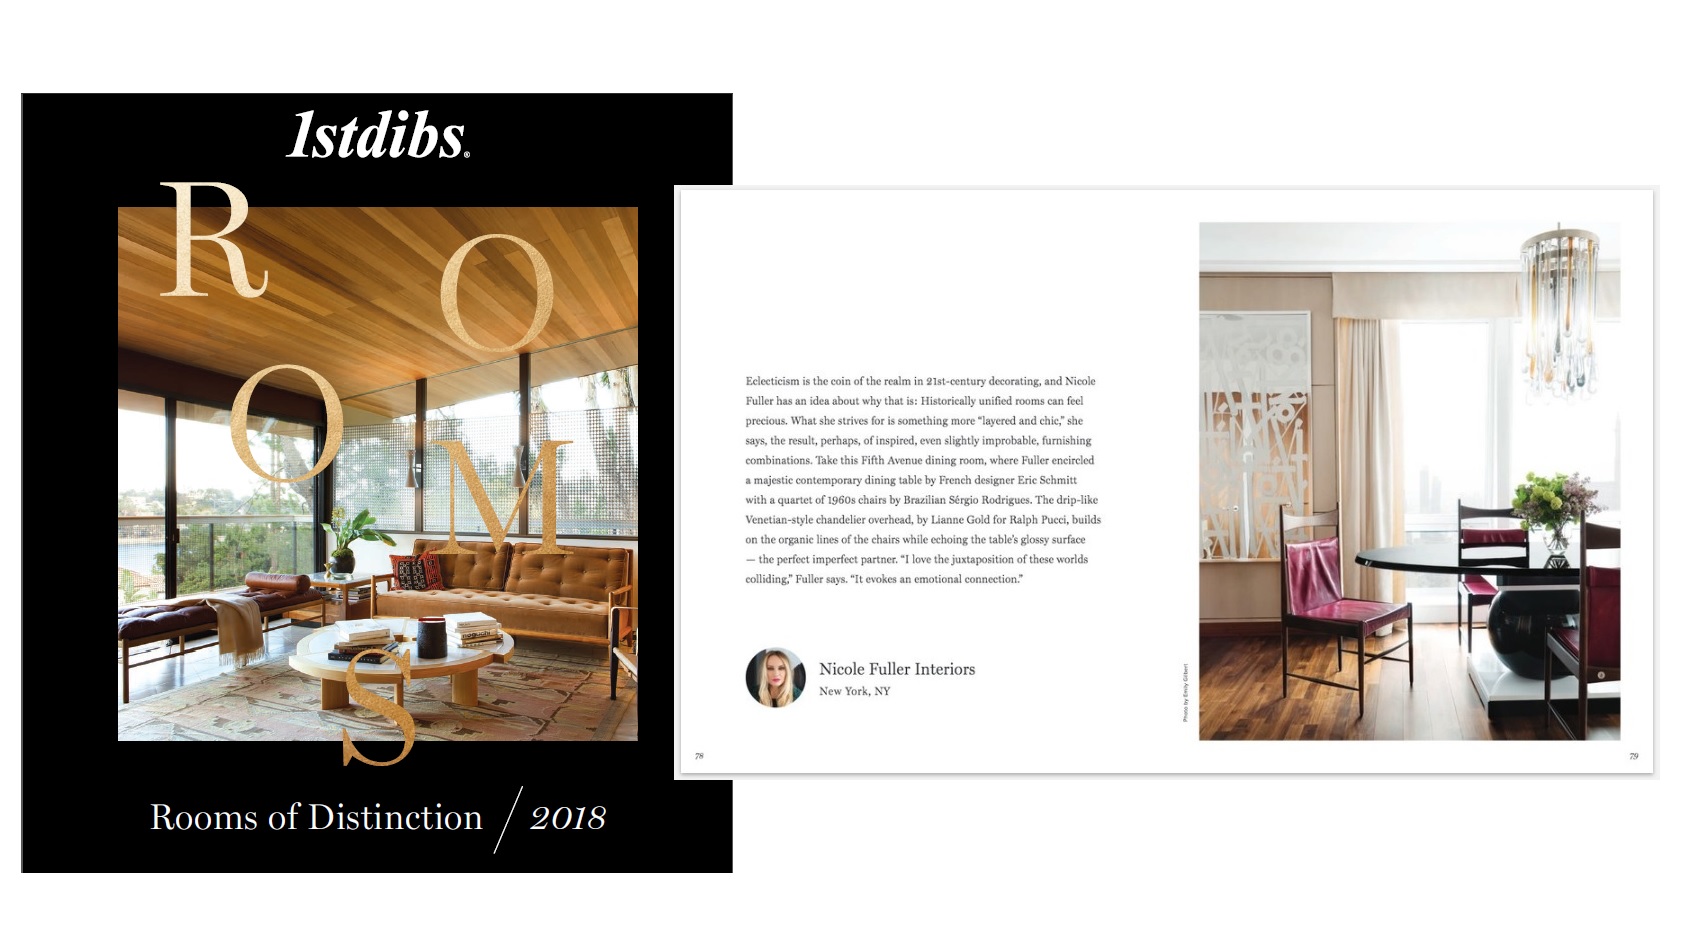 1stdibs®
R
O
O
M
S
Rooms of Distinction / 2018
Eclecticism is the coin of the realm in 21st-century decorating, and Nicole
Fuller has an idea about why that is: Historically unified rooms can feel
precious. What she strives for is something more “layered and chic,” she
says, the result, perhaps, of inspired, even slightly improbable, furnishing
combinations. Take this Fifth Avenue dining room, where Fuller encircled
a majestic contemporary dining table by French designer Eric Schmitt
with a quartet of 1960s chairs by Brazilian Sérgio Rodrigues. The drip-like
Venetian-style chandelier overhead, by Lianne Gold for Ralph Pucci, builds
on the organic lines of the chairs while echoing the table’s glossy surface
— the perfect imperfect partner. “I love the juxtaposition of these worlds
colliding,” Fuller says. “It evokes an emotional connection.”
Nicole Fuller Interiors
New York, NY
Photo by Emily Gilbert
78
79